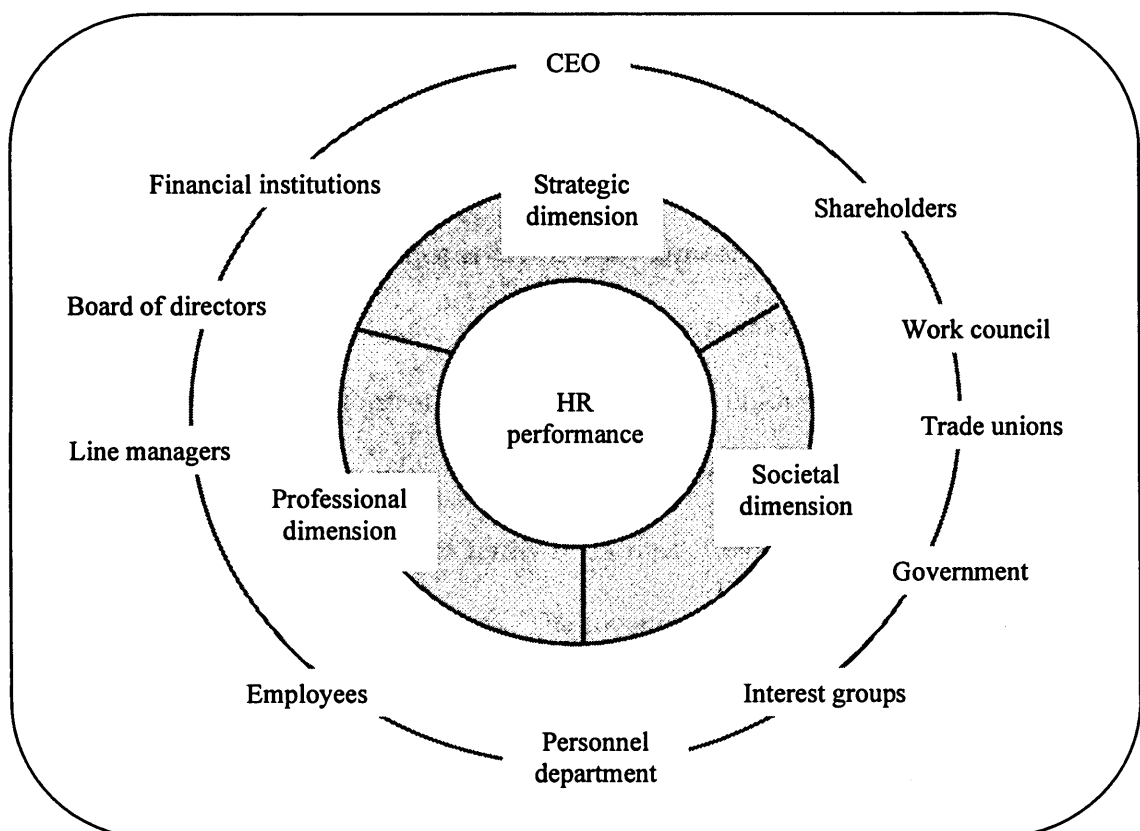 CEO
Financial institutions
Strategic
dimension
Shareholders
Board of directors
Work council
HR
performance
Trade unions
Line managers
Societal
dimension
Professional
dimension
Government
Employees
Interest groups
Personnel
department